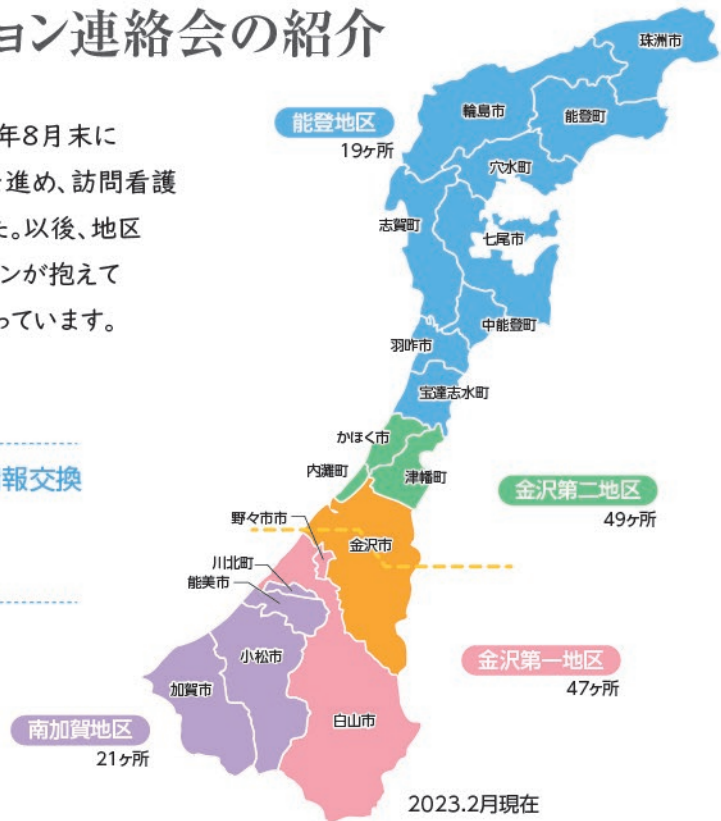 ョン連絡会の紹介
年8月末に
進め、訪問看護
た。以後、地区
ンが抱えて
っています。
報交換
能登地区
19ヶ所
珠洲市
輪島市
能登町
穴水町
志賀町
七尾市
中能登町
羽咋市
宝達志水町
かほく市
内灘町
津幡町
金沢第二地区
49ヶ所
野々市市
金沢市
川北町
能美市
小松市
加賀市
白山市
金沢第一地区
47ヶ所
南加賀地区
21ヶ所
2023.2月現在